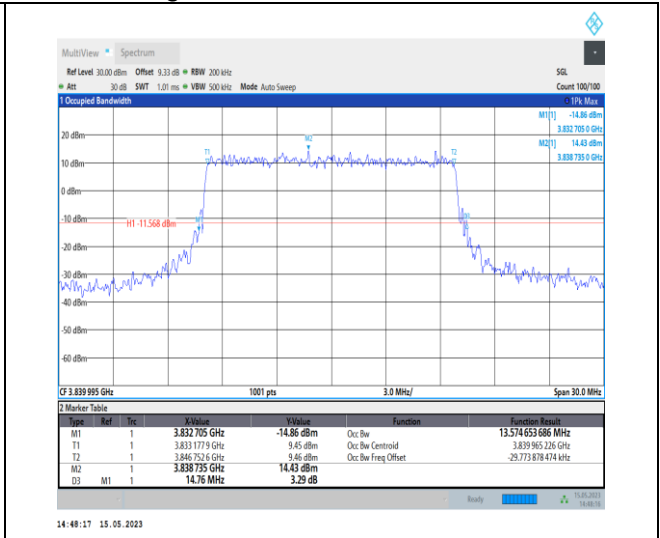 MultiView Spectrum
Ref Level 30.00 dBm Offset 9.33 dB RBW 200 kHz SGL
Att 30 dB SWT 1.01 ms VBW 500 kHz Mode Auto Sweep Count 100/100
1 Occupied Bandwidth 1Pk Max
M1[1] -14.86 dBm
3.832 705 0 GHz
M2[1] 14.43 dBm
3.838 735 0 GHz
20 dBm
T1 M2 T2
10 dBm
0 dBm
-10 dBm
H1 -11.568 dBm
-20 dBm
-30 dBm
-40 dBm
-50 dBm
-60 dBm
CF 3.839 995 GHz 1001 pts 3.0 MHz/ Span 30.0 MHz
2 Marker Table
Type Ref Trc X-Value Y-Value Function Function Result
M1 1 3.832 705 GHz -14.86 dBm Occ Bw 13.574 653 686 MHz
T1 1 3.833 177 9 GHz 9.45 dBm Occ Bw Centroid 3.839 965 226 GHz
T2 1 3.846 752 6 GHz 9.46 dBm Occ Bw Freq Offset -29.773 878 474 kHz
M2 1 3.838 735 GHz 14.43 dBm
D3 M1 1 14.76 MHz 3.29 dB
Ready 15.05.2023
14:48:16
14:48:17 15.05.2023